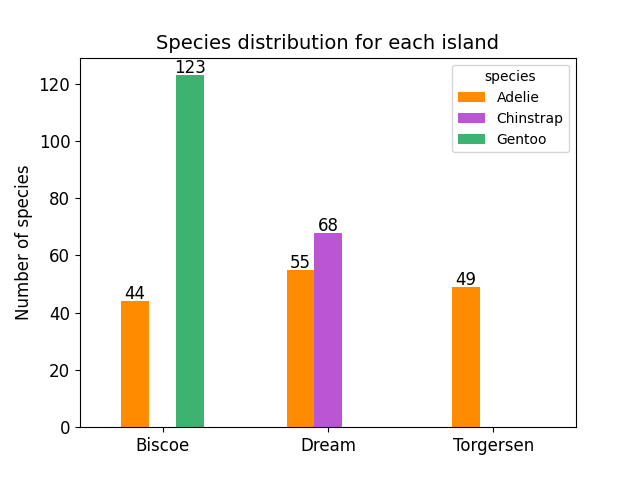 Species distribution for each island
species
Adelie
Chinstrap
Gentoo
Number of species
120
100
80
60
40
20
0
44
123
55
68
49
Biscoe
Dream
Torgersen